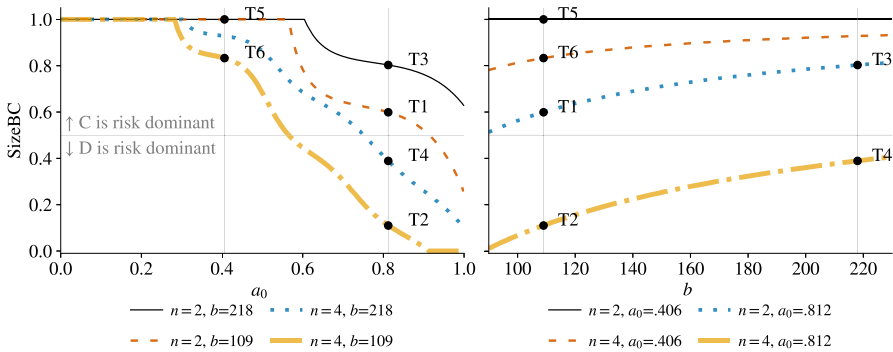 SizeBC
1.0
0.8
0.6
0.4
0.2
0.0
↑ C is risk dominant
↓ D is risk dominant
T5
T6
T3
T1
T4
T2
0.0 0.2 0.4 0.6 0.8 1.0
a₀
n=2, b=218
n=2, b=109
n=4, b=218
n=4, b=109
T5
T6
T3
T1
T4
T2
100 120 140 160 180 200 220
b
n=2, a₀=.406
n=4, a₀=.406
n=2, a₀=.812
n=4, a₀=.812